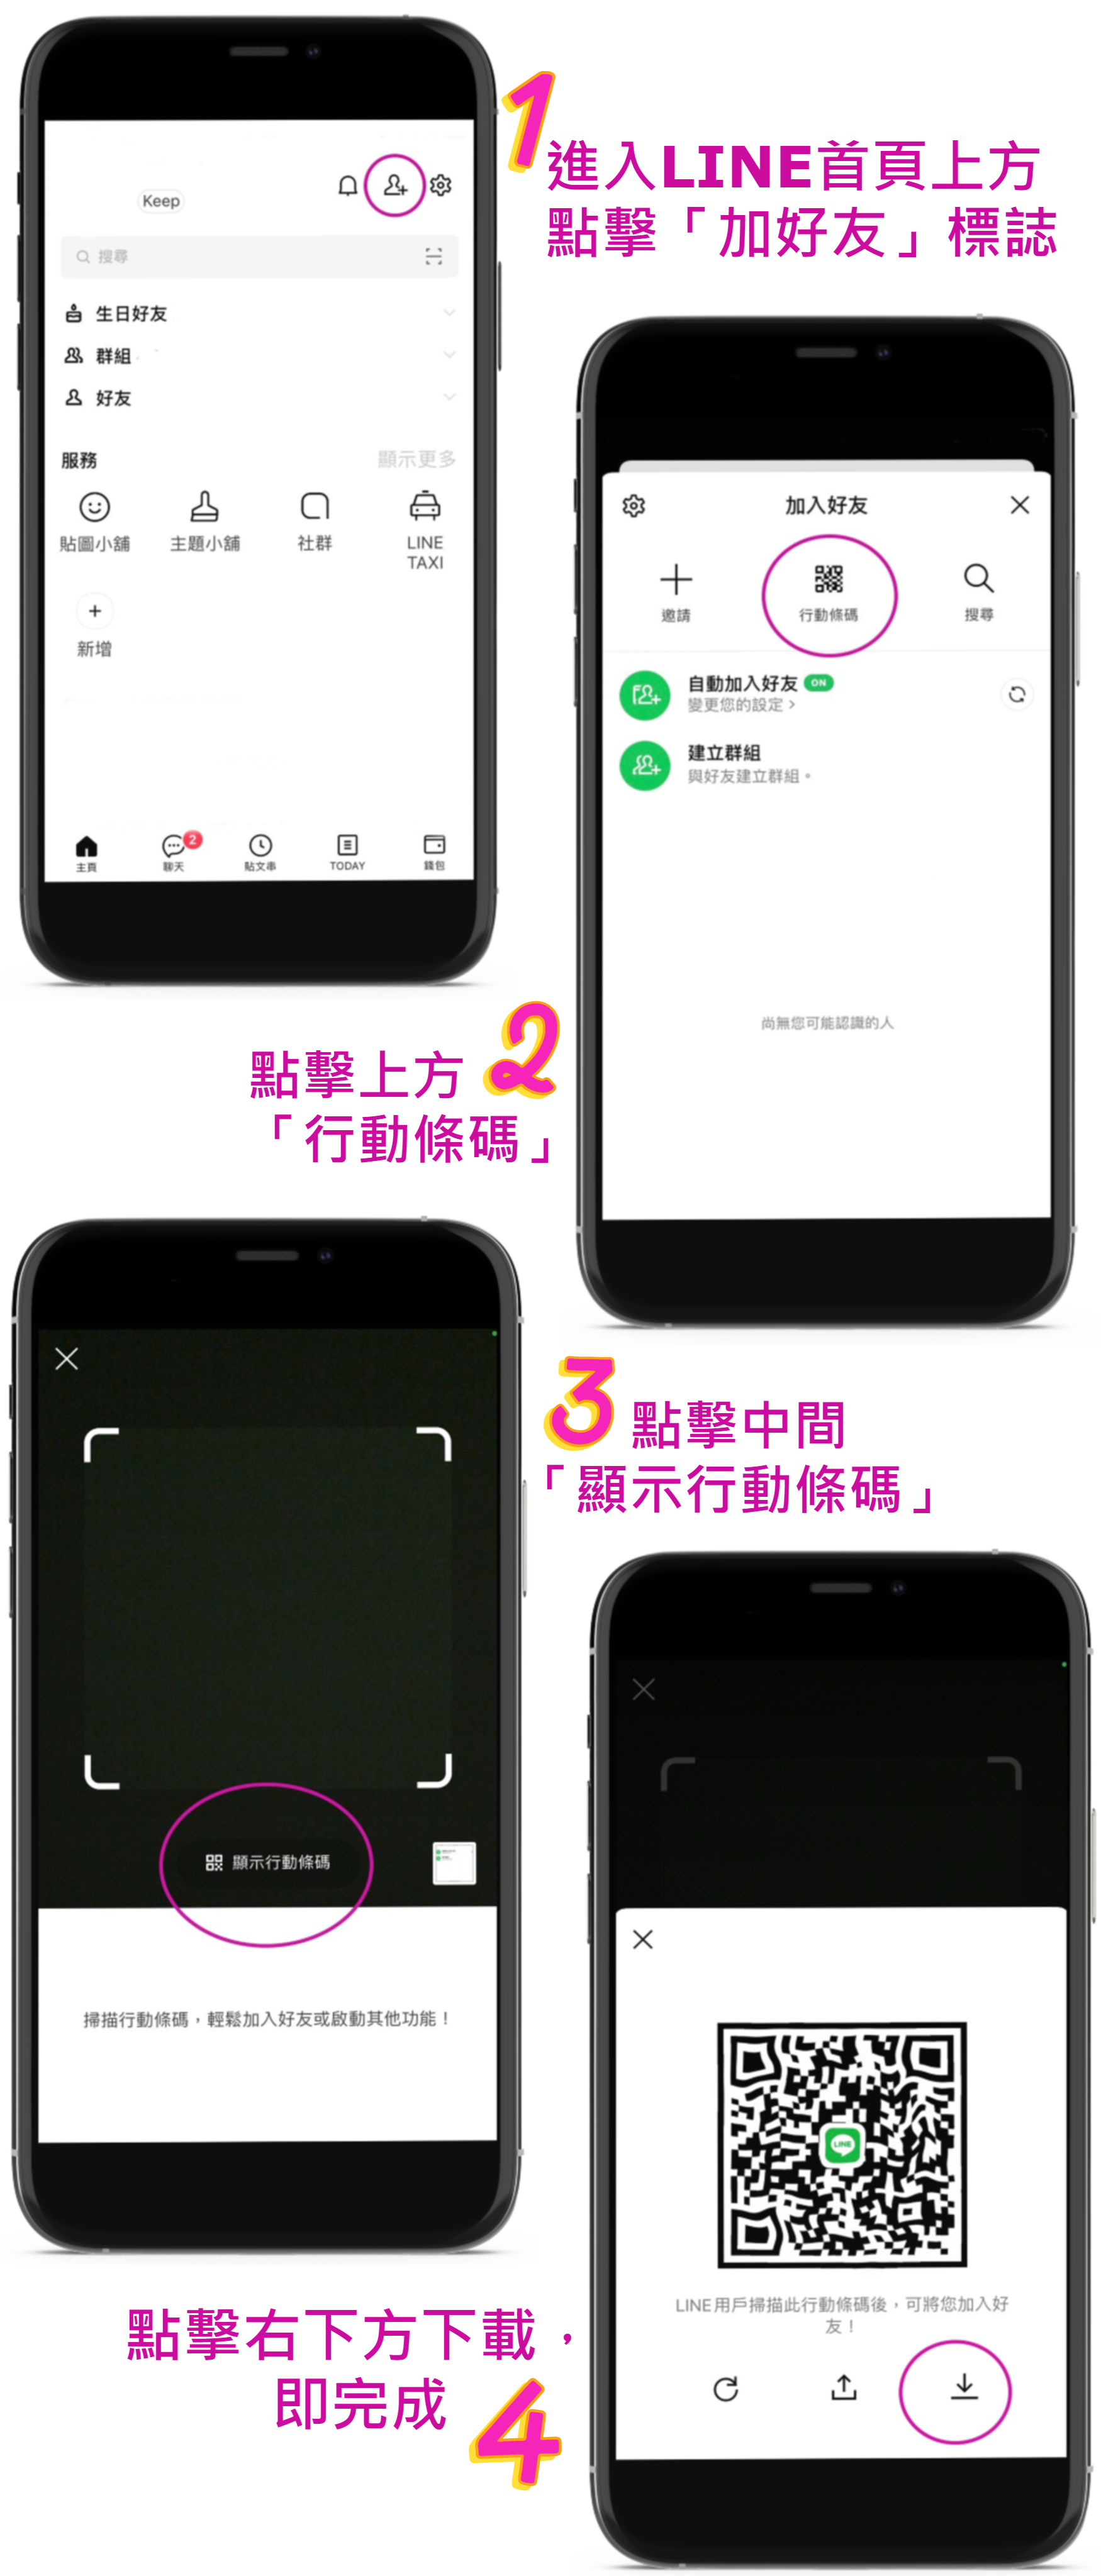 1
進入LINE首頁上方
點擊「加好友」標誌
Keep
搜尋
生日好友
群組
好友
服務 顯示更多
貼圖小舖 主題小舖 社群 LINE TAXI
新增
主頁 聊天 2 貼文串 TODAY 錢包
加入好友
邀請 行動條碼 搜尋
自動加入好友 ON
變更您的設定 >
建立群組
與好友建立群組。
尚無您可能認識的人
2
點擊上方
「行動條碼」
3
點擊中間
「顯示行動條碼」
顯示行動條碼
掃描行動條碼，輕鬆加入好友或啟動其他功能！
LINE
LINE用戶掃描此行動條碼後，可將您加入好
友！
點擊右下方下載，
即完成
4